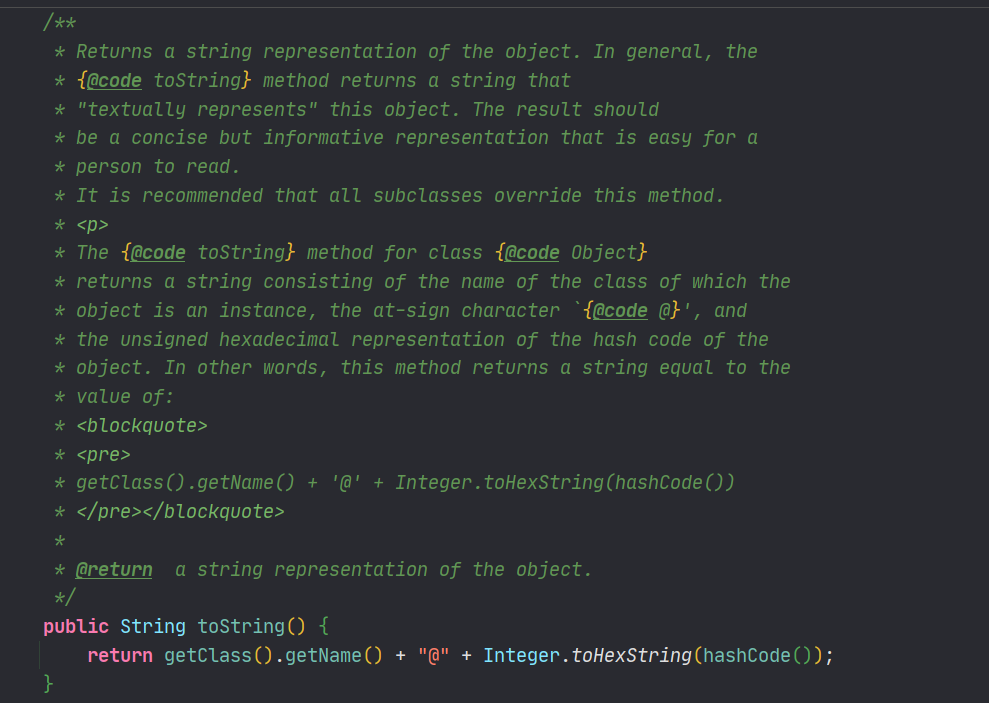 /**
* Returns a string representation of the object. In general, the
* {@code toString} method returns a string that
* "textually represents" this object. The result should
* be a concise but informative representation that is easy for a
* person to read.
* It is recommended that all subclasses override this method.
* <p>
* The {@code toString} method for class {@code Object}
* returns a string consisting of the name of the class of which the
* object is an instance, the at-sign character `{@code @}', and
* the unsigned hexadecimal representation of the hash code of the
* object. In other words, this method returns a string equal to the
* value of:
* <blockquote>
* <pre>
* getClass().getName() + '@' + Integer.toHexString(hashCode())
* </pre></blockquote>
*
* @return  a string representation of the object.
*/
public String toString() {
    return getClass().getName() + "@" + Integer.toHexString(hashCode());
}